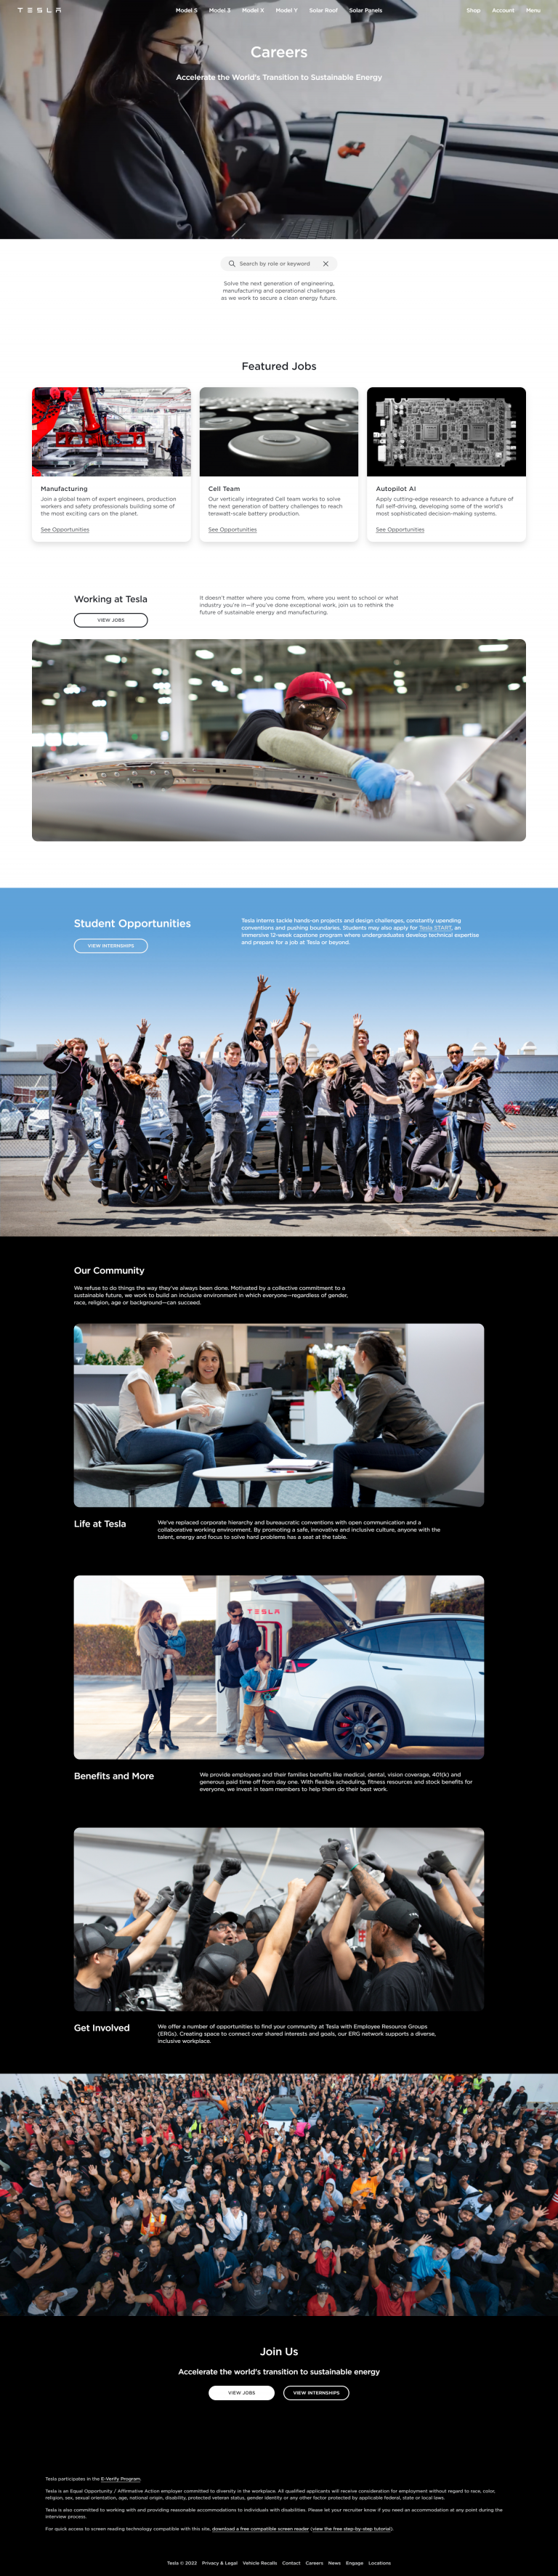 TESLA
Model S Model 3 Model X Model Y Solar Roof Solar Panels
Shop Account Menu
Careers
Accelerate the World's Transition to Sustainable Energy
Search by role or keyword
Solve the next generation of engineering,
manufacturing and operational challenges
as we work to secure a clean energy future.
Featured Jobs
Manufacturing
Join a global team of expert engineers, production
workers and safety professionals building some of
the most exciting cars on the planet.
See Opportunities
Cell Team
Our vertically integrated Cell team works to solve
the next generation of battery challenges to reach
terawatt-scale battery production.
See Opportunities
Autopilot AI
Apply cutting-edge research to advance a future of
full self-driving, developing some of the world's
most sophisticated decision-making systems.
See Opportunities
Working at Tesla
VIEW JOBS
It doesn't matter where you come from, where you went to school or what
industry you're in—if you've done exceptional work, join us to rethink the
future of sustainable energy and manufacturing.
Student Opportunities
VIEW INTERNSHIPS
Tesla interns tackle hands-on projects and design challenges, constantly upending
conventions and pushing boundaries. Students may also apply for Tesla START, an
immersive 12-week capstone program where undergraduates develop technical expertise
and prepare for a job at Tesla or beyond.
Our Community
We refuse to do things the way they've always been done. Motivated by a collective commitment to a
sustainable future, we work to build an inclusive environment in which everyone—regardless of gender,
race, religion, age or background—can succeed.
TESLA
Life at Tesla
We've replaced corporate hierarchy and bureaucratic conventions with open communication and a
collaborative working environment. By promoting a safe, innovative and inclusive culture, anyone with the
talent, energy and focus to solve hard problems has a seat at the table.
TESLA
Benefits and More
We provide employees and their families benefits like medical, dental, vision coverage, 401(k) and
generous paid time off from day one. With flexible scheduling, fitness resources and stock benefits for
everyone, we invest in team members to help them do their best work.
Get Involved
We offer a number of opportunities to find your community at Tesla with Employee Resource Groups
(ERGs). Creating space to connect over shared interests and goals, our ERG network supports a diverse,
inclusive workplace.
Join Us
Accelerate the world's transition to sustainable energy
VIEW JOBS
VIEW INTERNSHIPS
Tesla participates in the E-Verify Program.
Tesla is an Equal Opportunity / Affirmative Action employer committed to diversity in the workplace. All qualified applicants will receive consideration for employment without regard to race, color,
religion, sex, sexual orientation, age, national origin, disability, protected veteran status, gender identity or any other factor protected by applicable federal, state or local laws.
Tesla is also committed to working with and providing reasonable accommodations to individuals with disabilities. Please let your recruiter know if you need an accommodation at any point during the
interview process.
For quick access to screen reading technology compatible with this site, download a free compatible screen reader (view the free step-by-step tutorial).
Tesla © 2022 Privacy & Legal Vehicle Recalls Contact Careers News Engage Locations